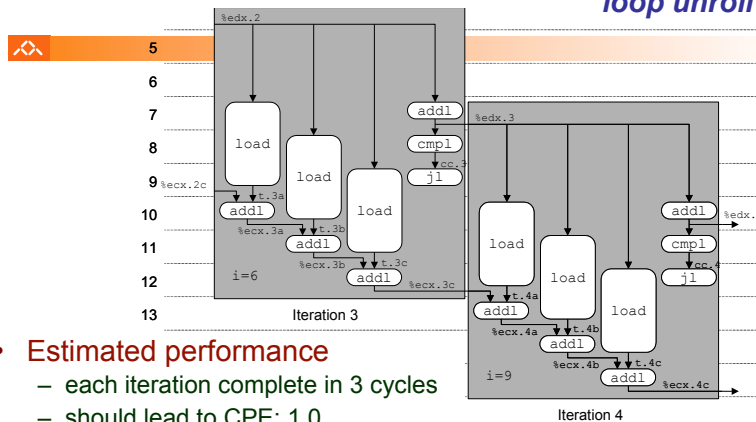 loop unroll
%edx.2
5
6
7
8
9
10
11
12
13
addl
%edx.3
load
cmpl
load
cc.3
jl
load
%ecx.2c
t.3a
addl
%ecx.3a
t.3b
addl
%ecx.3b
t.3c
addl
%ecx.3c
i=6
Iteration 3
addl
%edx.
load
cmpl
load
cc.4
jl
load
t.4a
addl
%ecx.4a
t.4b
addl
%ecx.4b
t.4c
addl
%ecx.4c
i=9
Iteration 4
• Estimated performance
– each iteration complete in 3 cycles
– should lead to CPE: 1.0